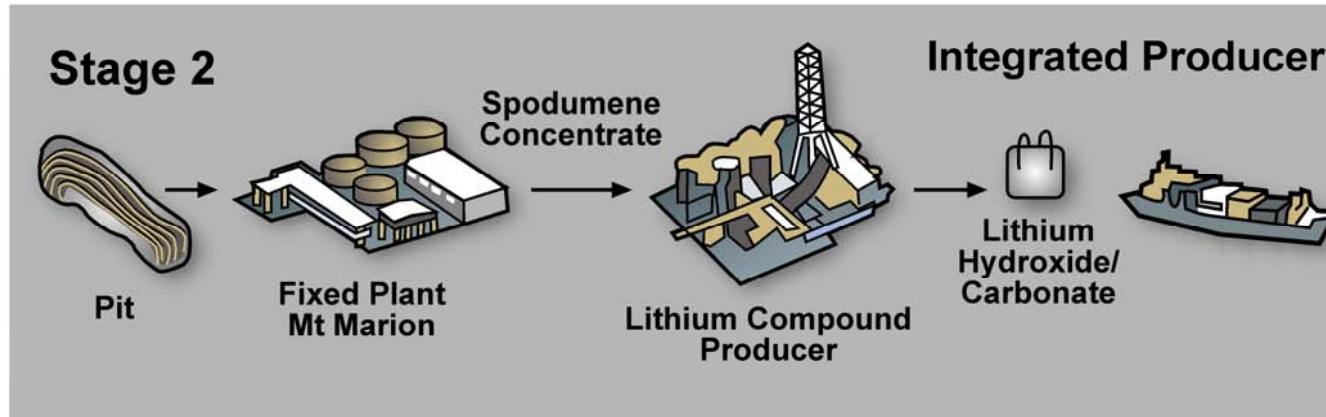 Stage 2
Integrated Producer
Spodumene
Concentrate
Pit
Fixed Plant
Mt Marion
Lithium Compound
Producer
Lithium
Hydroxide/
Carbonate